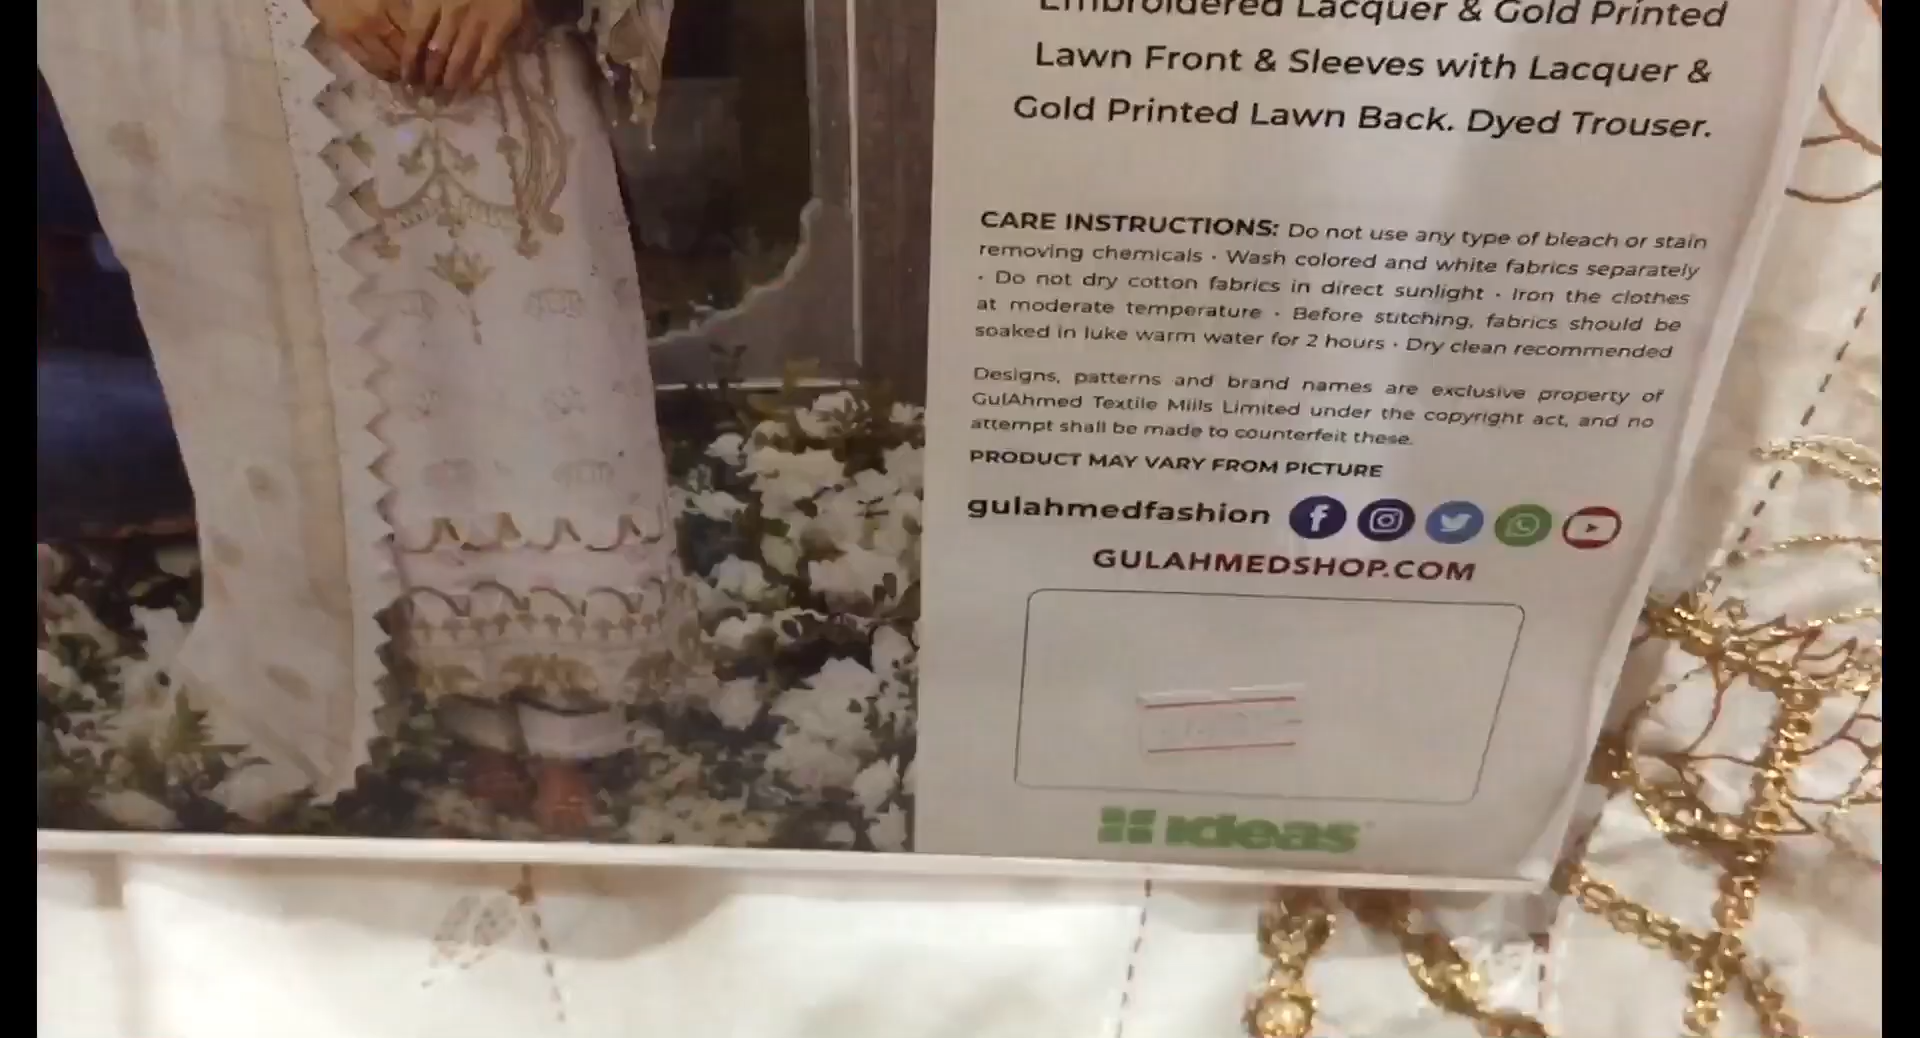 Embroidered Lacquer & Gold Printed
Lawn Front & Sleeves with Lacquer &
Gold Printed Lawn Back. Dyed Trouser.
CARE INSTRUCTIONS: Do not use any type of bleach or stain
removing chemicals • Wash colored and white fabrics separately
• Do not dry cotton fabrics in direct sunlight • Iron the clothes
at moderate temperature • Before stitching, fabrics should be
soaked in luke warm water for 2 hours • Dry clean recommended
Designs, patterns and brand names are exclusive property of
GulAhmed Textile Mills Limited under the copyright act, and no
attempt shall be made to counterfeit these.
PRODUCT MAY VARY FROM PICTURE
gulahmedfashion
GULAHMEDSHOP.COM
ideas